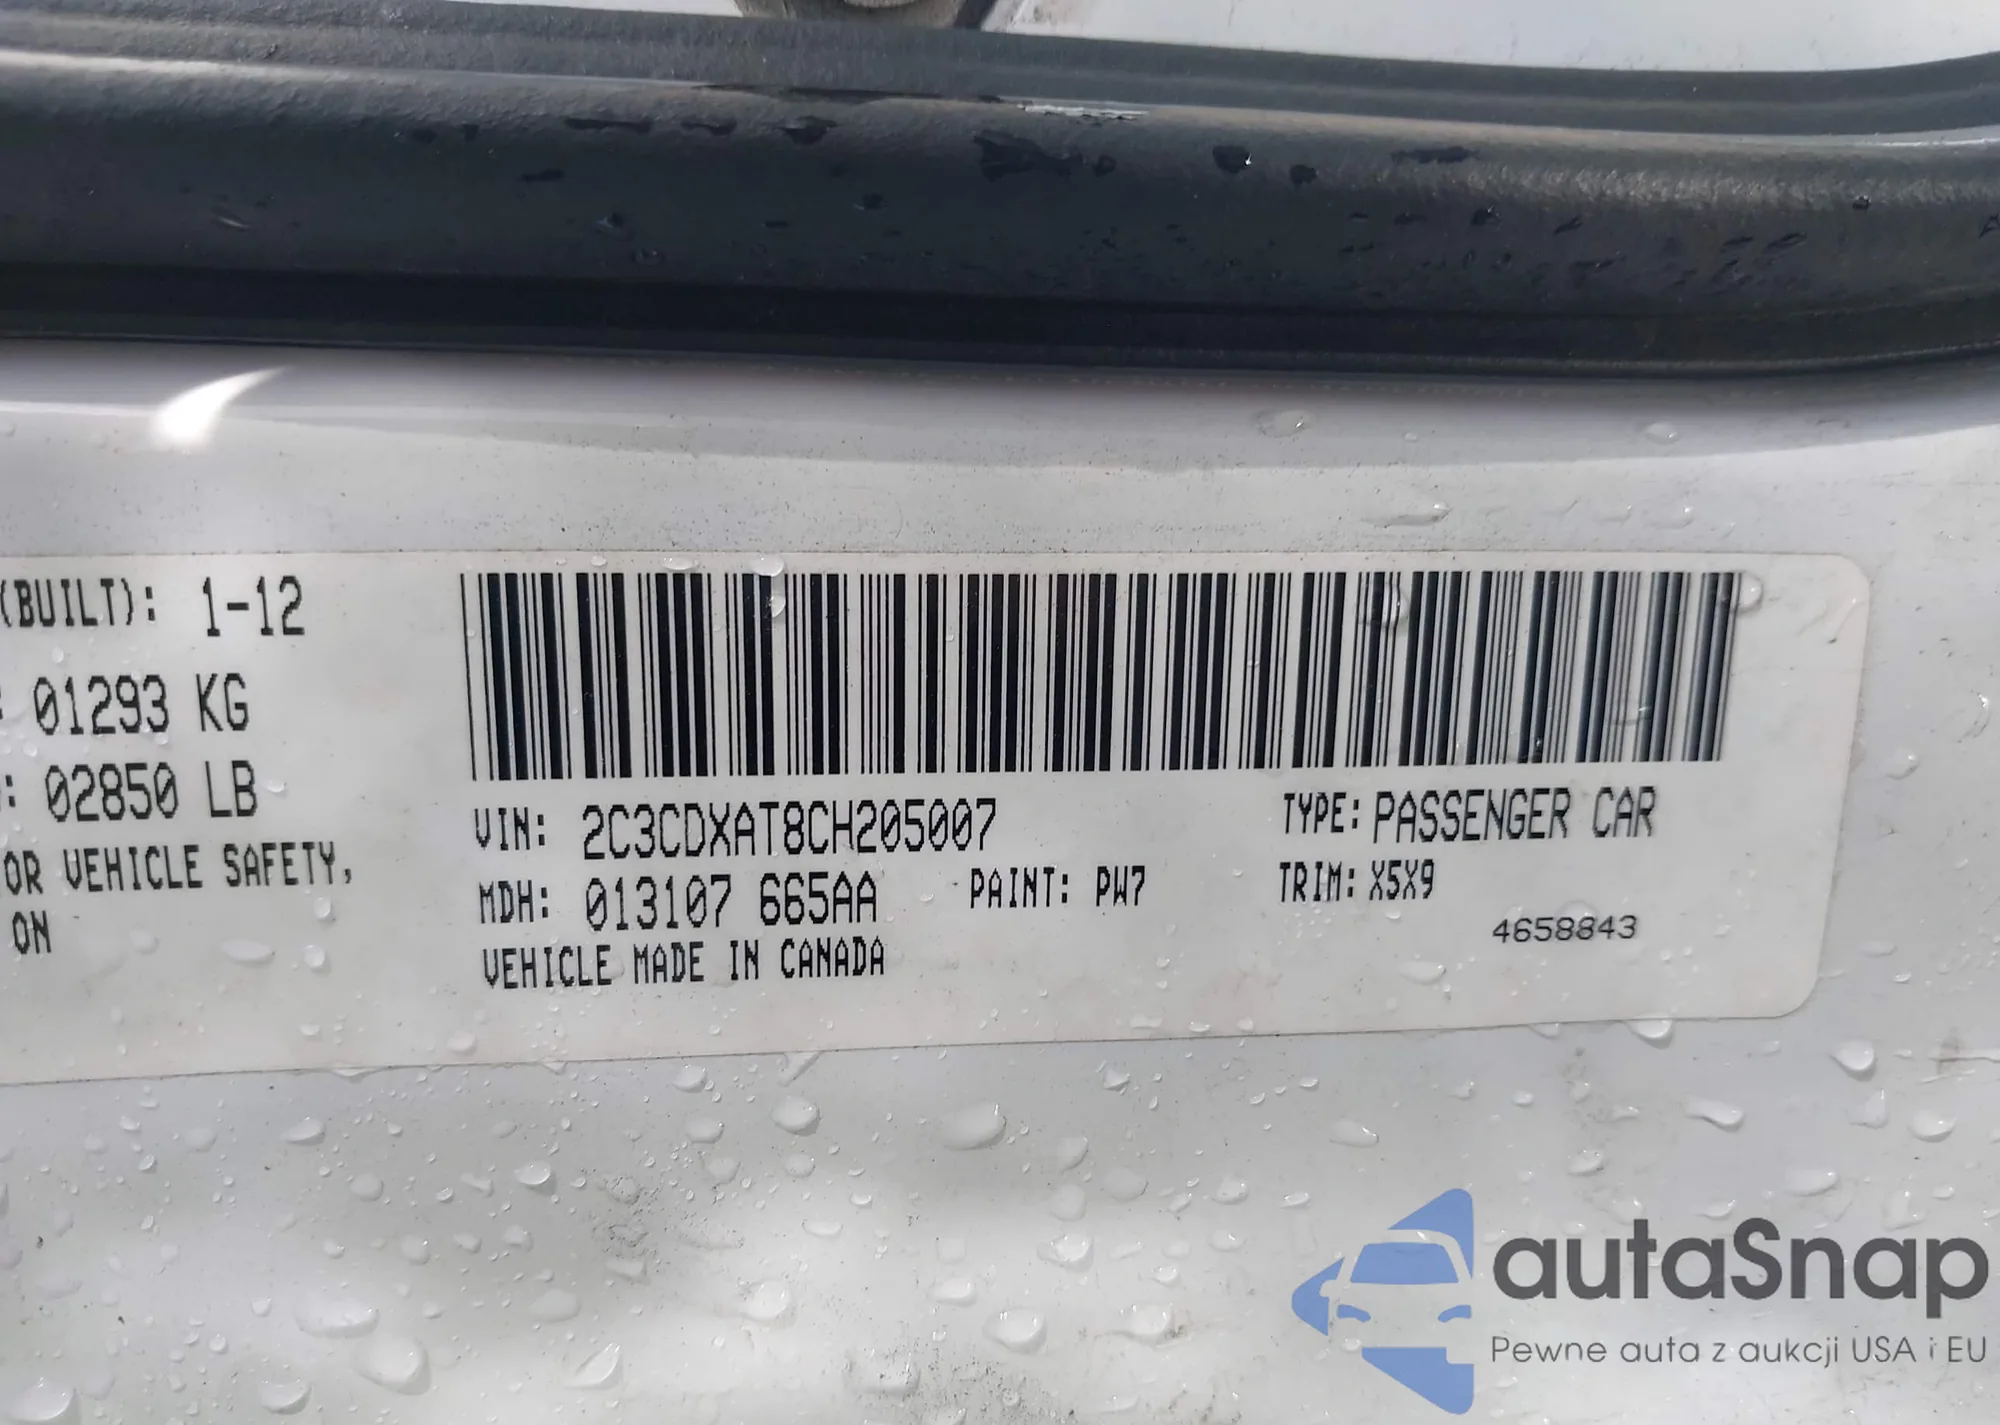 (BUILT): 1-12
01293 KG
: 02850 LB
OR VEHICLE SAFETY,
ON
VIN: 2C3CDXAT8CH205007
TYPE: PASSENGER CAR
MDH: 013107 665AA
PAINT: PW7
TRIM: X5X9
VEHICLE MADE IN CANADA
4658843
autaSnap
Pewne auta z aukcji USA i EU